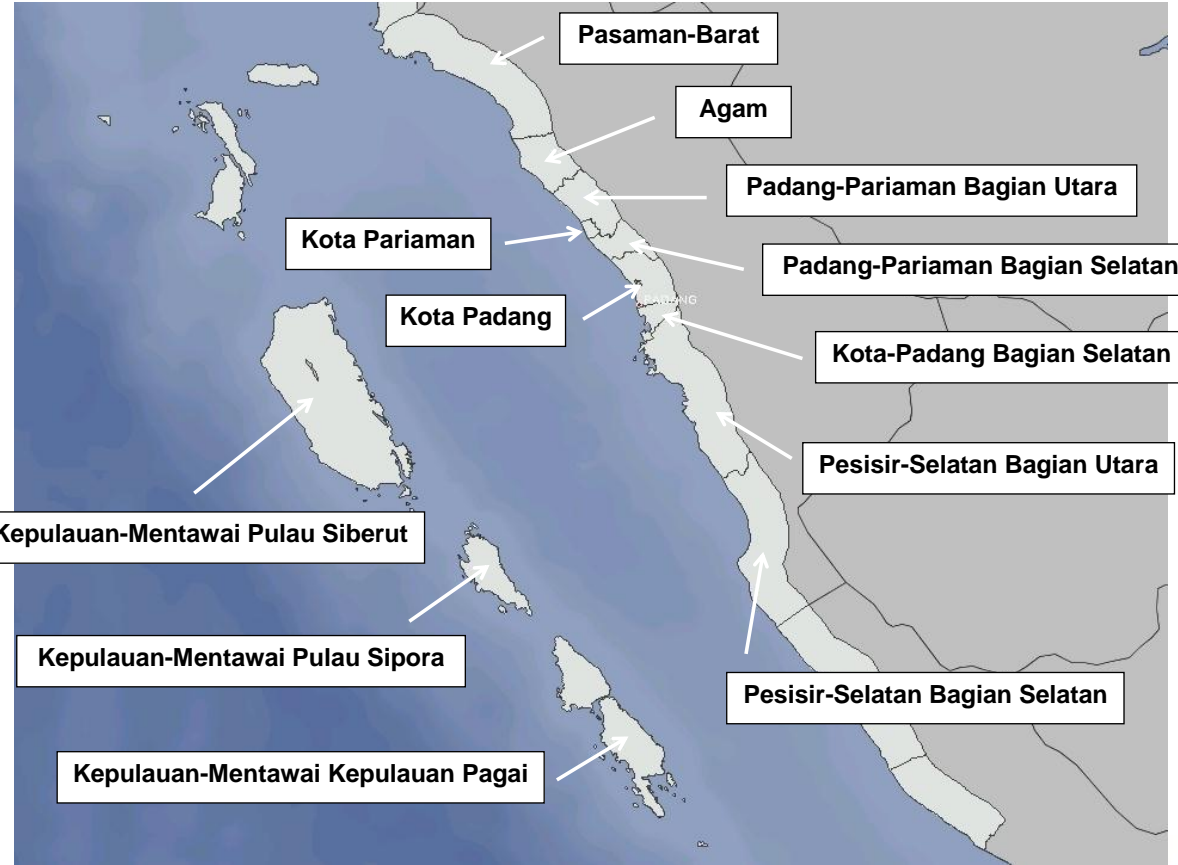 Pasaman-Barat
Agam
Padang-Pariaman Bagian Utara
Kota Pariaman
Padang-Pariaman Bagian Selatan
PADANG
Kota Padang
Kota-Padang Bagian Selatan
Pesisir-Selatan Bagian Utara
Kepulauan-Mentawai Pulau Siberut
Kepulauan-Mentawai Pulau Sipora
Pesisir-Selatan Bagian Selatan
Kepulauan-Mentawai Kepulauan Pagai